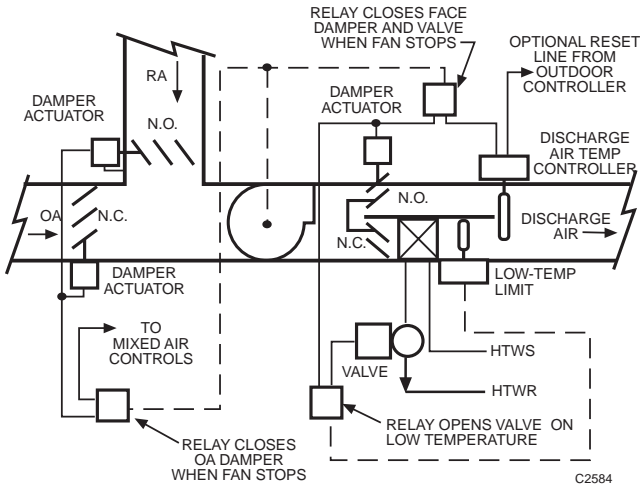 RELAY CLOSES FACE
DAMPER AND VALVE
WHEN FAN STOPS
OPTIONAL RESET
LINE FROM
OUTDOOR
CONTROLLER
RA
DAMPER
ACTUATOR
N.O.
DAMPER
ACTUATOR
DISCHARGE
AIR TEMP
CONTROLLER
OA
N.C.
N.O.
N.C.
DISCHARGE
AIR
DAMPER
ACTUATOR
LOW-TEMP
LIMIT
TO
MIXED AIR
CONTROLS
VALVE
HTWS
HTWR
RELAY CLOSES
OA DAMPER
WHEN FAN STOPS
RELAY OPENS VALVE ON
LOW TEMPERATURE
C2584